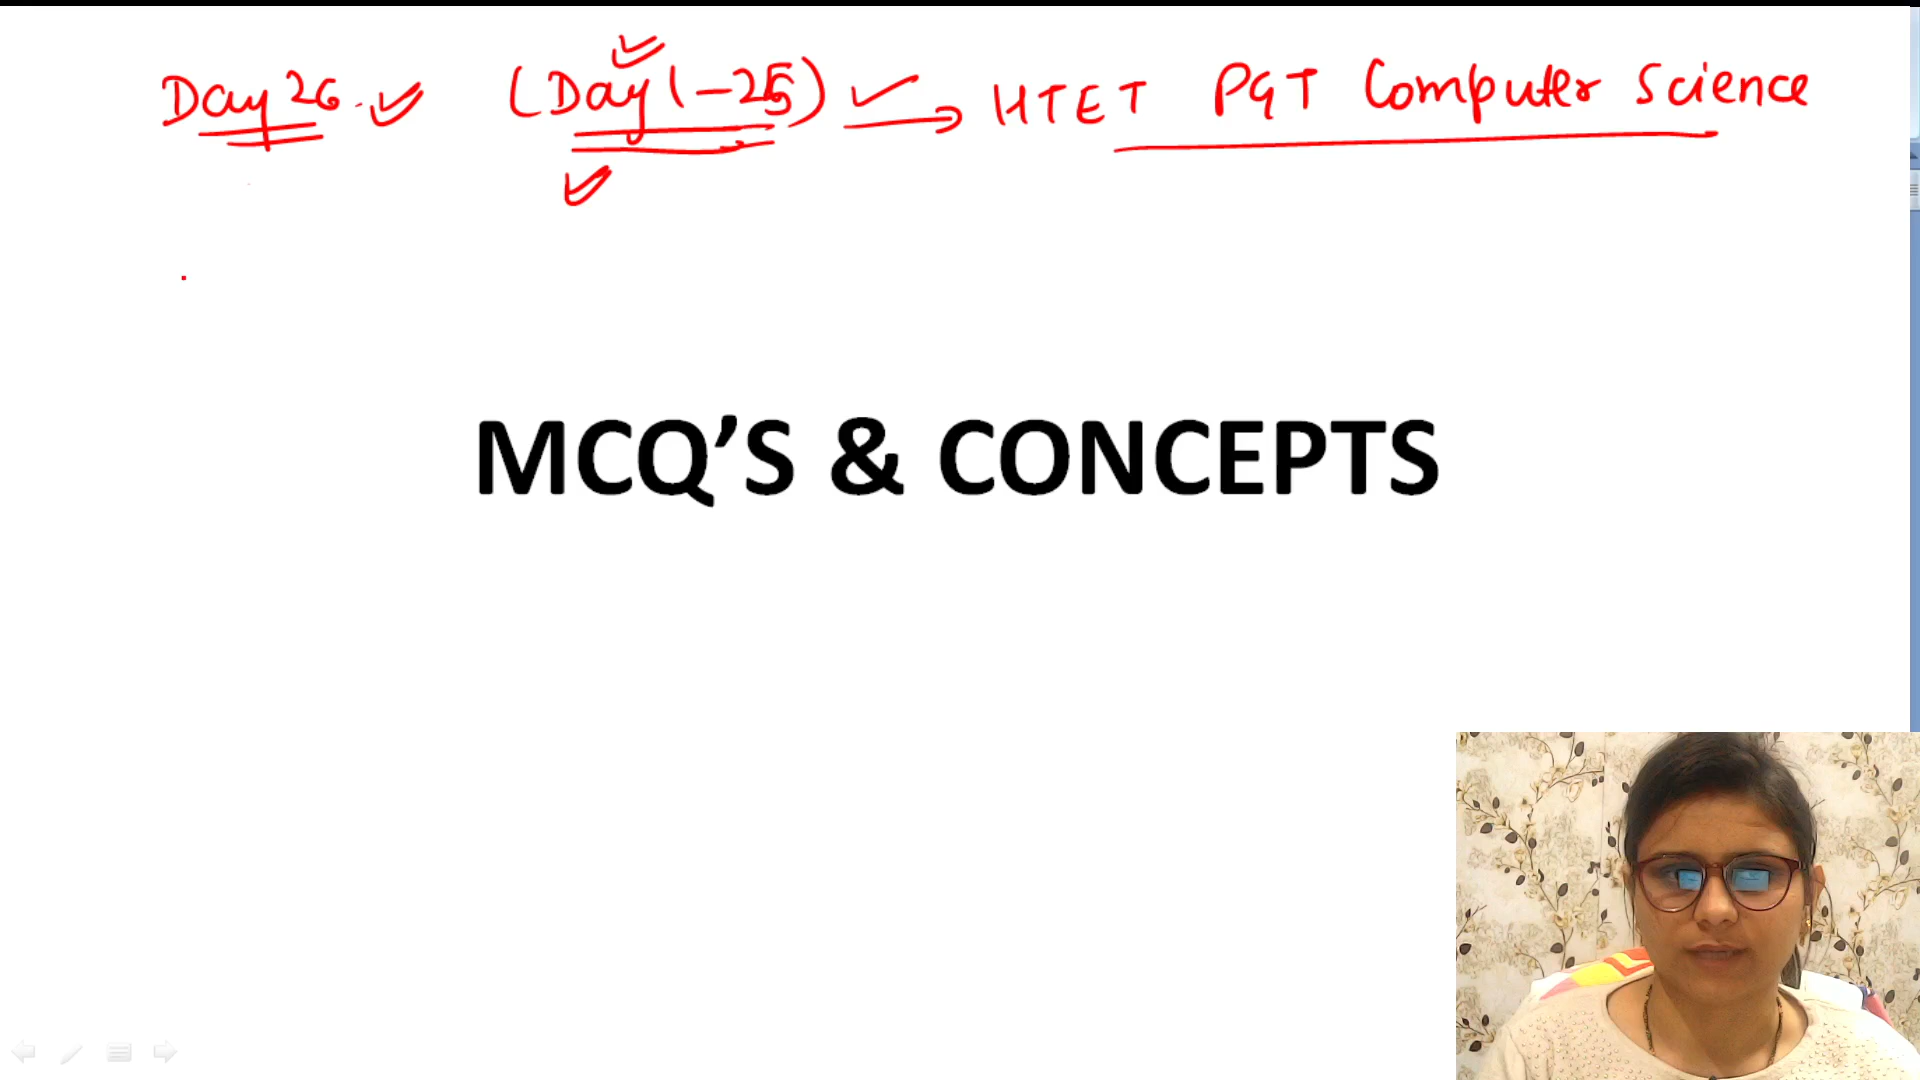 Day 26. (Day 1-25) → HTET PGT Computer Science
MCQ'S & CONCEPTS